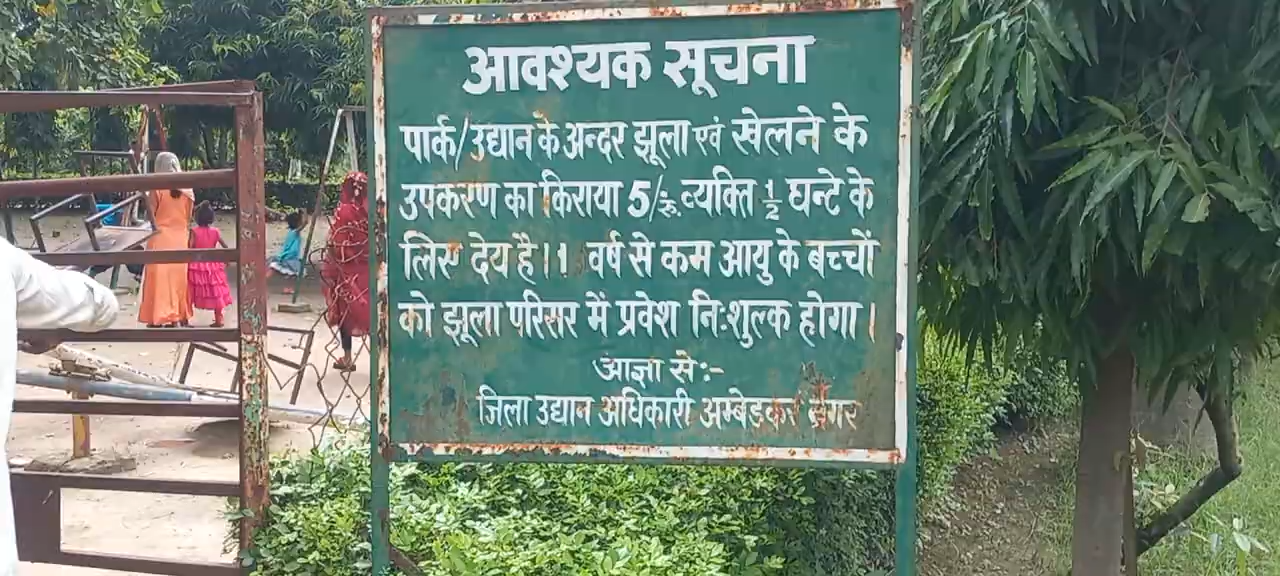 आवश्यक सूचना
पार्क/उद्यान के अन्दर झूला एवं खेलने के
उपकरण का किराया 5/रू. व्यक्ति 1/2 घन्टे के
लिए देय है। 1 वर्ष से कम आयु के बच्चों
को झूला परिसर में प्रवेश निःशुल्क होगा।
आज्ञा से :-
जिला उद्यान अधिकारी अम्बेडकर नगर